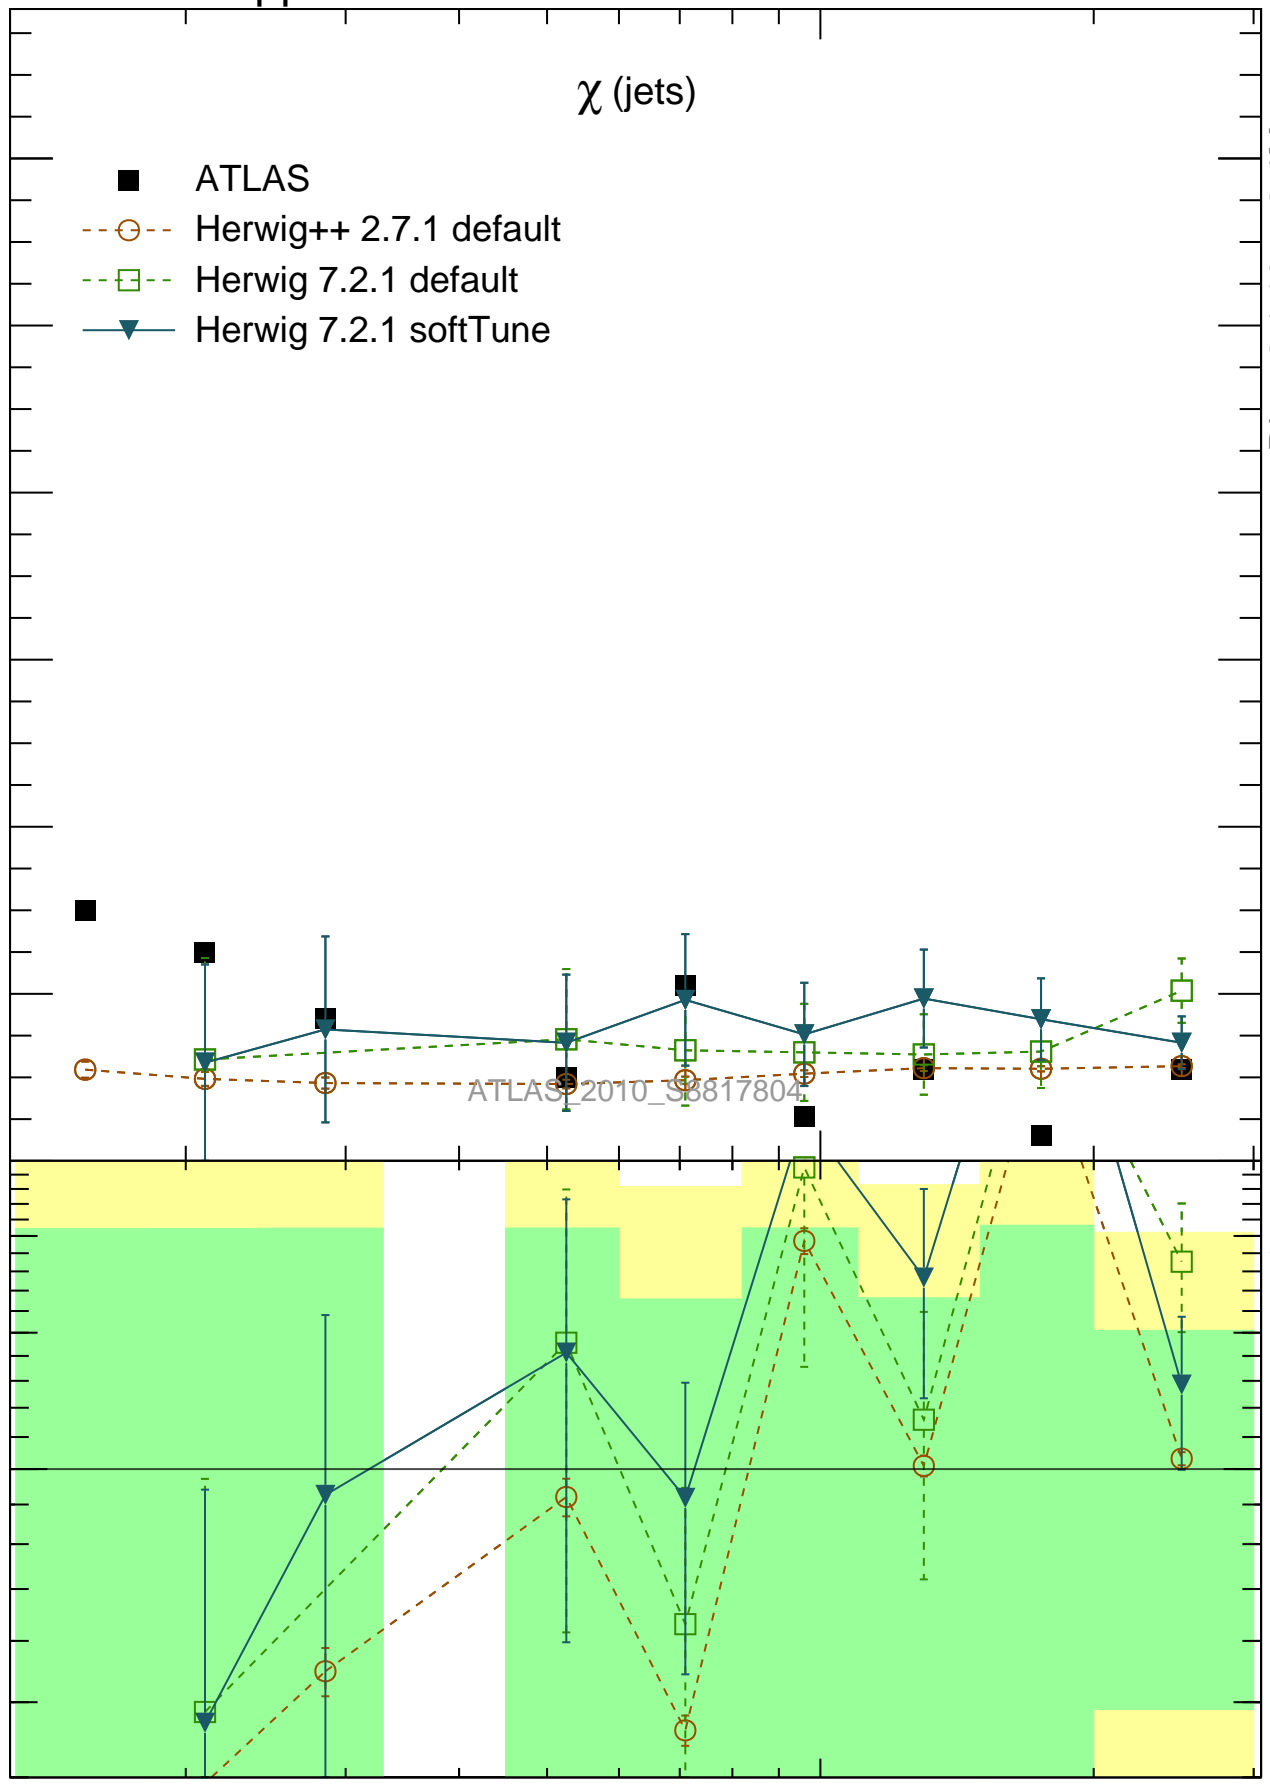 χ (jets)
ATLAS
Herwig++ 2.7.1 default
Herwig 7.2.1 default
Herwig 7.2.1 softTune
ATLAS_2010_S8817804